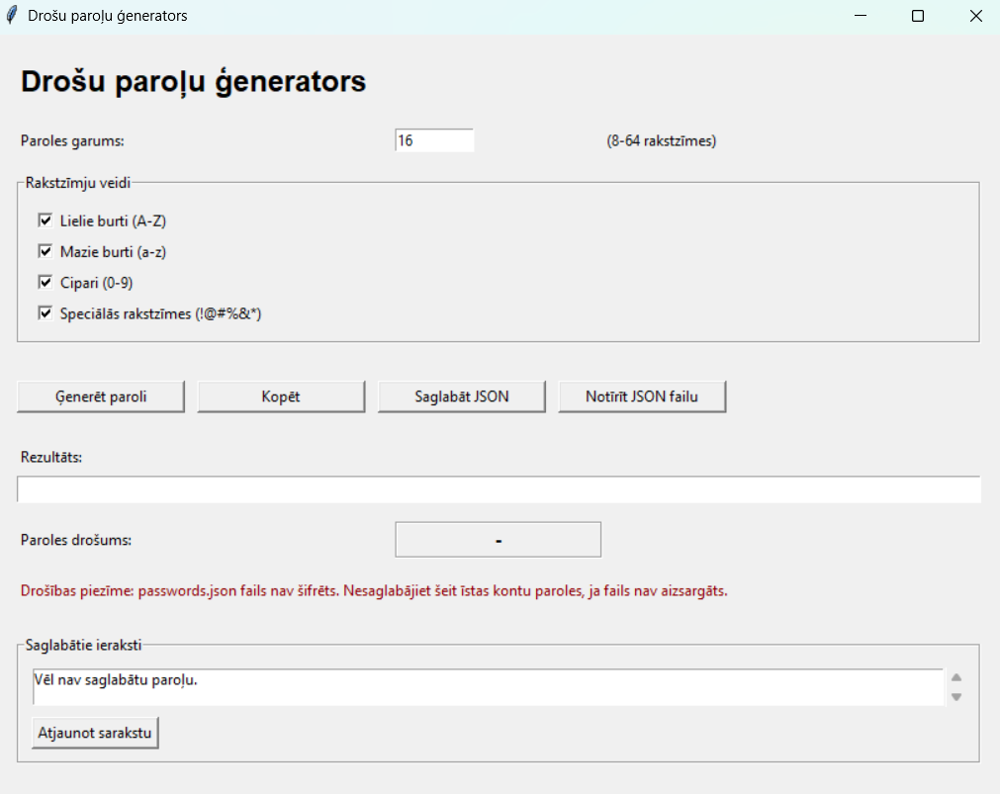 Drošu paroļu ģenerators
Drošu paroļu ģenerators
Paroles garums: 16 (8-64 rakstzīmes)
Rakstzīmju veidi
Lielie burti (A-Z)
Mazie burti (a-z)
Cipari (0-9)
Speciālās rakstzīmes (!@#%&*)
Ģenerēt paroli Kopēt Saglabāt JSON Notīrīt JSON failu
Rezultāts:
Paroles drošums: -
Drošības piezīme: passwords.json fails nav šifrēts. Nesaglabājiet šeit īstas kontu paroles, ja fails nav aizsargāts.
Saglabātie ieraksti
Vēl nav saglabātu paroļu.
Atjaunot sarakstu